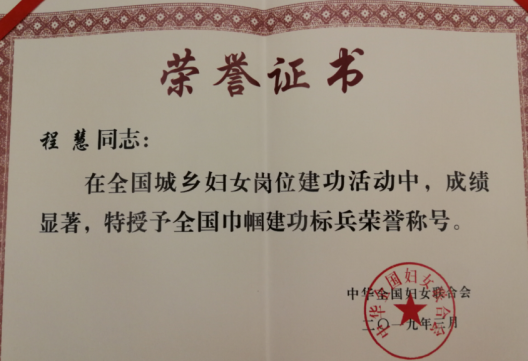 荣誉证书
程慧同志：
在全国城乡妇女岗位建功活动中，成绩
显著，特授予全国巾帼建功标兵荣誉称号。
中华全国妇女联合会
二〇一九年二月